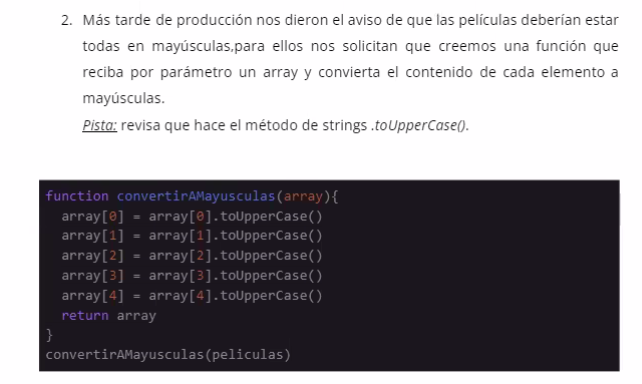 2. Más tarde de producción nos dieron el aviso de que las películas deberían estar
todas en mayúsculas,para ellos nos solicitan que creemos una función que
reciba por parámetro un array y convierta el contenido de cada elemento a
mayúsculas.
Pista: revisa que hace el método de strings .toUpperCase().
function convertirAMayusculas(array){
  array[0] = array[0].toUpperCase()
  array[1] = array[1].toUpperCase()
  array[2] = array[2].toUpperCase()
  array[3] = array[3].toUpperCase()
  array[4] = array[4].toUpperCase()
  return array
}
convertirAMayusculas(peliculas)